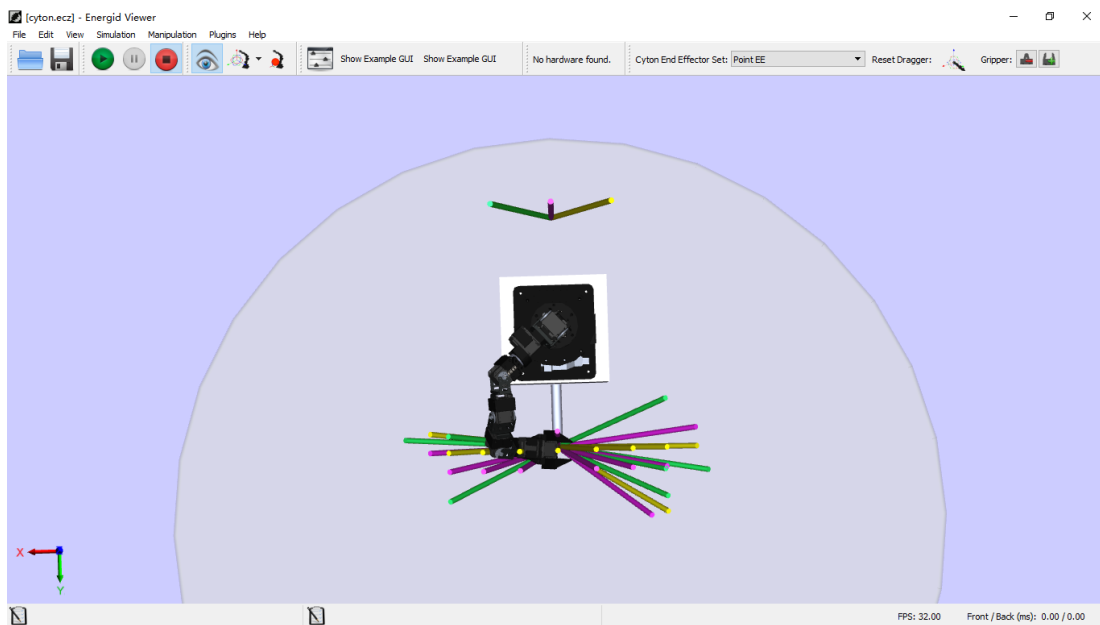 [cyton.ecz] - Energid Viewer
File Edit View Simulation Manipulation Plugins Help
Show Example GUI Show Example GUI No hardware found. Cyton End Effector Set: Point EE Reset Dragger: Gripper:
X
Y
FPS: 32.00 Front / Back (ms): 0.00 / 0.00